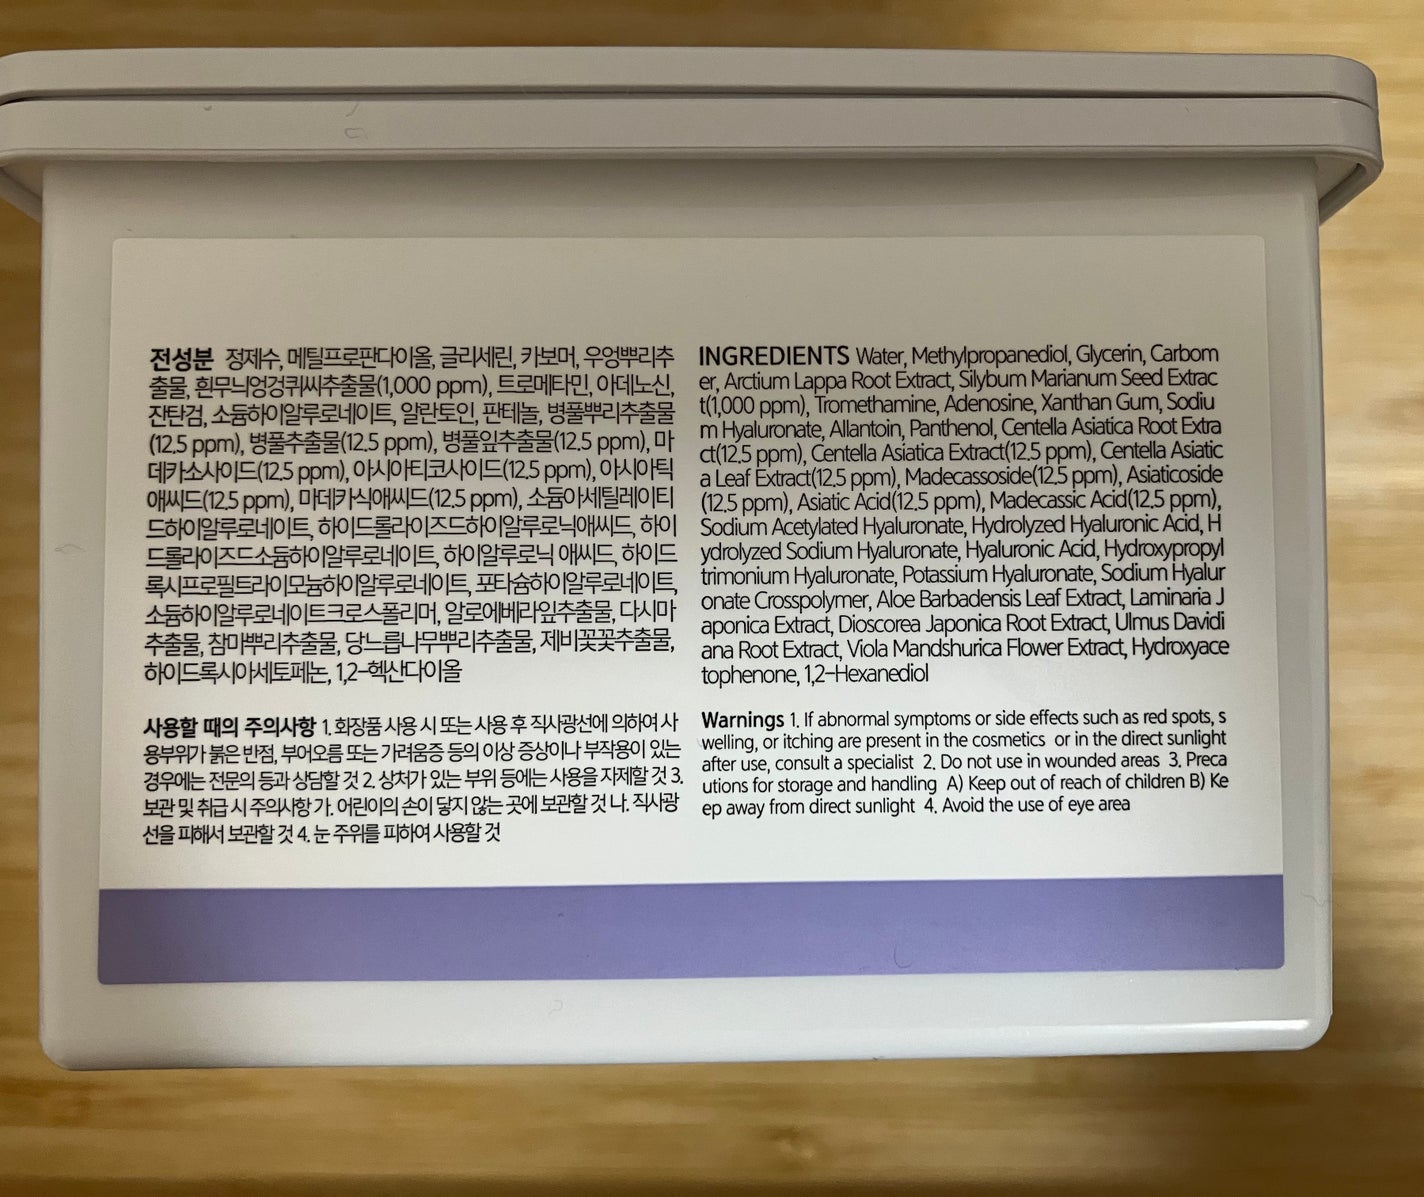 전성분 정제수, 메틸프로판다이올, 글리세린, 카보머, 우엉뿌리추
출물, 흰무늬엉겅퀴씨추출물(1,000 ppm), 트로메타민, 아데노신,
잔탄검, 소듐하이알루로네이트, 알란토인, 판테놀, 병풀뿌리추출물
(12.5 ppm), 병풀추출물(12.5 ppm), 병풀잎추출물(12.5 ppm), 마
데카소사이드(12.5 ppm), 아시아티코사이드(12.5 ppm), 아시아틱
애씨드(12.5 ppm), 마데카식애씨드(12.5 ppm), 소듐아세틸레이티
드하이알루로네이트, 하이드롤라이즈드하이알루로닉애씨드, 하이
드롤라이즈드소듐하이알루로네이트, 하이알루로닉 애씨드, 하이드
록시프로필트라이모늄하이알루로네이트, 포타슘하이알루로네이트,
소듐하이알루로네이트크로스폴리머, 알로에베라잎추출물, 다시마
추출물, 참마뿌리추출물, 당느릅나무뿌리추출물, 제비꽃꽃추출물,
하이드록시아세토페논, 1,2-헥산다이올
사용할 때의 주의사항 1. 화장품 사용 시 또는 사용 후 직사광선에 의하여 사
용부위가 붉은 반점, 부어오름 또는 가려움증 등의 이상 증상이나 부작용이 있는
경우에는 전문의 등과 상담할 것 2. 상처가 있는 부위 등에는 사용을 자제할 것 3.
보관 및 취급 시 주의사항 가. 어린이의 손이 닿지 않는 곳에 보관할 것 나. 직사광
선을 피해서 보관할 것 4. 눈 주위를 피하여 사용할 것
INGREDIENTS Water, Methylpropanediol, Glycerin, Carbom
er, Arctium Lappa Root Extract, Silybum Marianum Seed Extrac
t(1,000 ppm), Tromethamine, Adenosine, Xanthan Gum, Sodiu
m Hyaluronate, Allantoin, Panthenol, Centella Asiatica Root Extra
ct(12.5 ppm), Centella Asiatica Extract(12.5 ppm), Centella Asiatic
a Leaf Extract(12.5 ppm), Madecassoside(12.5 ppm), Asiaticoside
(12.5 ppm), Asiatic Acid(12.5 ppm), Madecassic Acid(12.5 ppm),
Sodium Acetylated Hyaluronate, Hydrolyzed Hyaluronic Acid, H
ydrolyzed Sodium Hyaluronate, Hyaluronic Acid, Hydroxypropyl
trimonium Hyaluronate, Potassium Hyaluronate, Sodium Hyalur
onate Crosspolymer, Aloe Barbadensis Leaf Extract, Laminaria J
aponica Extract, Dioscorea Japonica Root Extract, Ulmus Davidi
ana Root Extract, Viola Mandshurica Flower Extract, Hydroxyace
tophenone, 1,2-Hexanediol
Warnings 1. If abnormal symptoms or side effects such as red spots, s
welling, or itching are present in the cosmetics or in the direct sunlight
after use, consult a specialist 2. Do not use in wounded areas 3. Preca
utions for storage and handling A) Keep out of reach of children B) Ke
ep away from direct sunlight 4. Avoid the use of eye area